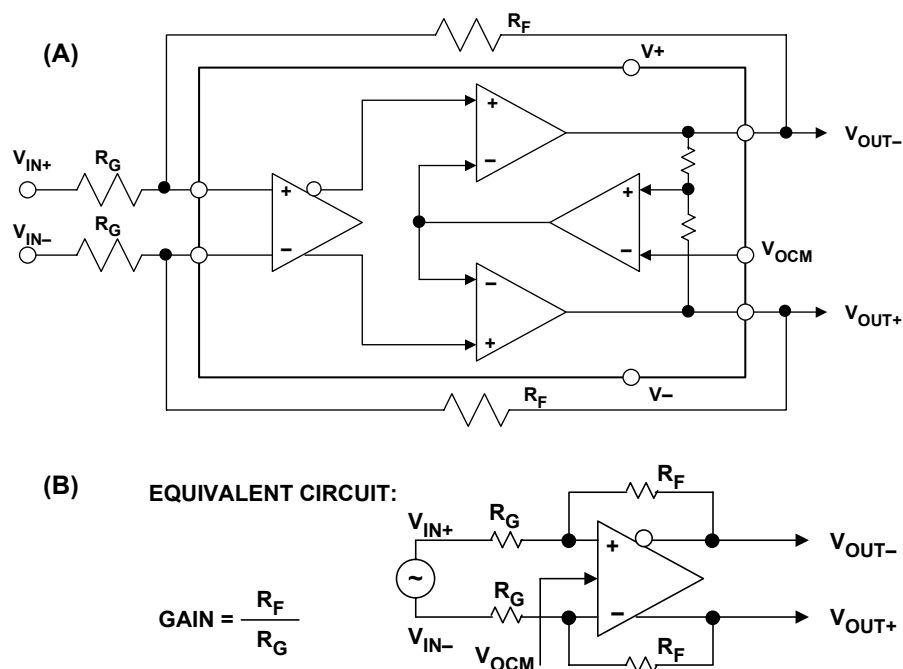 (A)
R_F
V+
V_IN+
R_G
+
+
−
V_OUT−
V_IN−
R_G
+
−
+
−
V_OCM
−
+
V_OUT+
R_F
V−
(B)
EQUIVALENT CIRCUIT:
R_F
V_IN+
R_G
+
V_OUT−
~
GAIN = R_F
R_G
R_G
−
V_OUT+
V_IN−
V_OCM
R_F